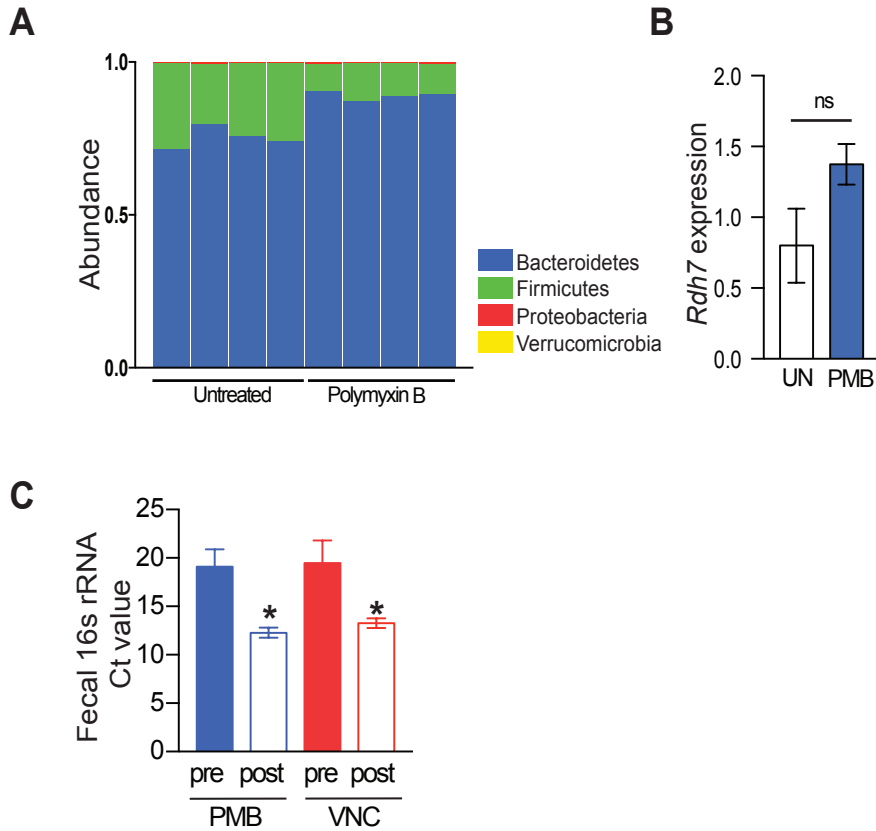 A
1.0
0.5
0.0
Abundance
Untreated
Polymyxin B
Bacteroidetes
Firmicutes
Proteobacteria
Verrucomicrobia
B
2.0
1.5
1.0
0.5
0.0
Rdh7 expression
ns
UN
PMB
C
25
20
15
10
5
0
Fecal 16s rRNA
Ct value
*
*
pre
post
pre
post
PMB
VNC